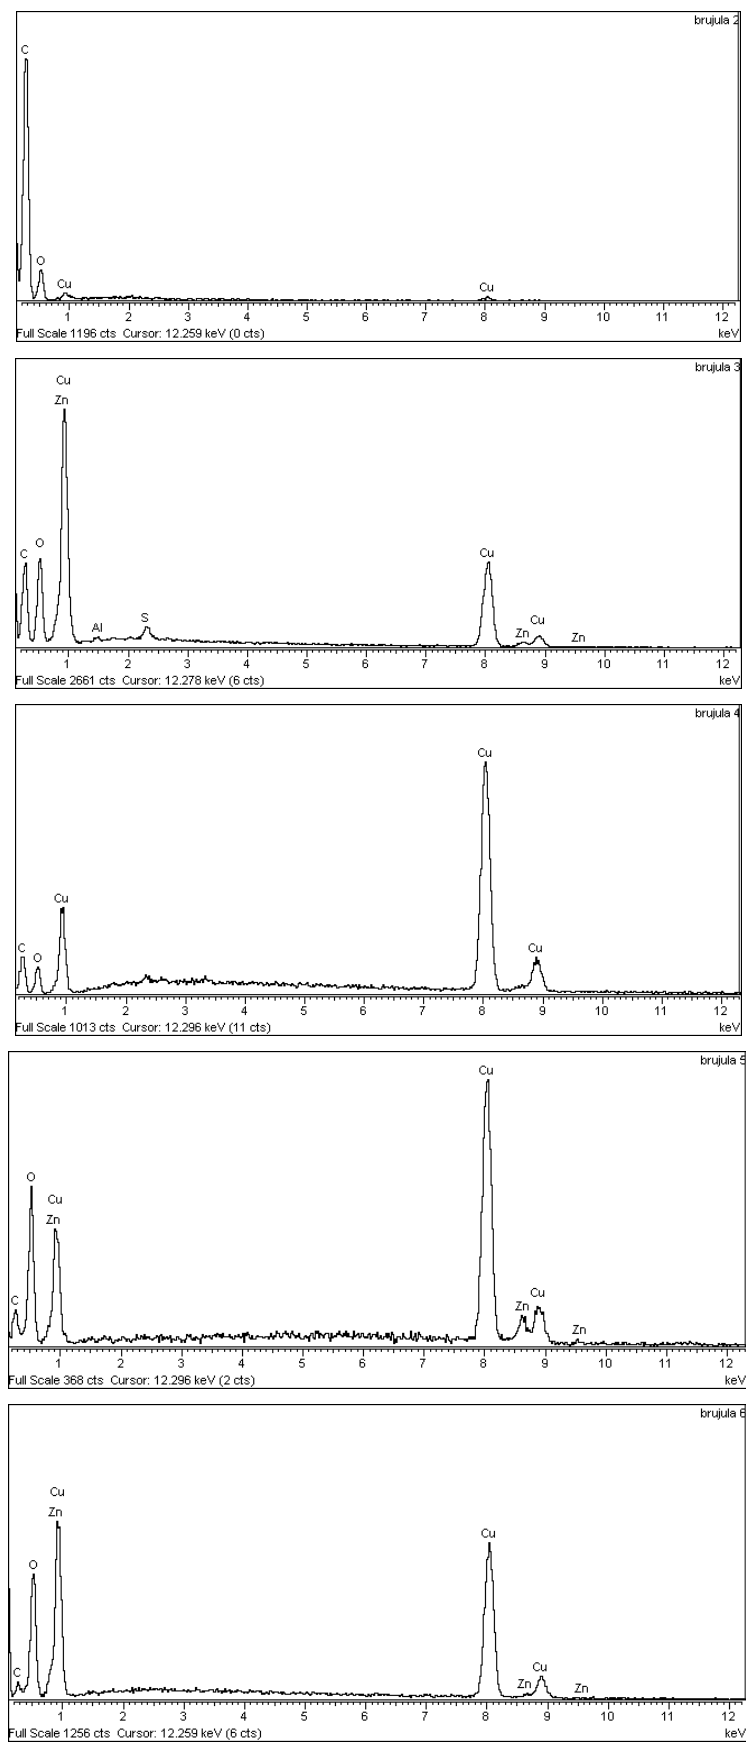 brujula 2
C
O
Cu
Cu
1 2 3 4 5 6 7 8 9 10 11 12
Full Scale 1196 cts Cursor: 12.259 keV (0 cts) keV
brujula 3
Cu
Zn
C
O
Al
S
Cu
Zn
Cu
Zn
1 2 3 4 5 6 7 8 9 10 11 12
Full Scale 2661 cts Cursor: 12.278 keV (6 cts) keV
brujula 4
Cu
Cu
C
O
Cu
1 2 3 4 5 6 7 8 9 10 11 12
Full Scale 1013 cts Cursor: 12.296 keV (11 cts) keV
brujula 5
Cu
O
Cu
Zn
C
Zn
Cu
Zn
1 2 3 4 5 6 7 8 9 10 11 12
Full Scale 368 cts Cursor: 12.296 keV (2 cts) keV
brujula 6
Cu
Zn
Cu
O
C
Zn
Cu
Zn
1 2 3 4 5 6 7 8 9 10 11 12
Full Scale 1256 cts Cursor: 12.259 keV (6 cts) keV